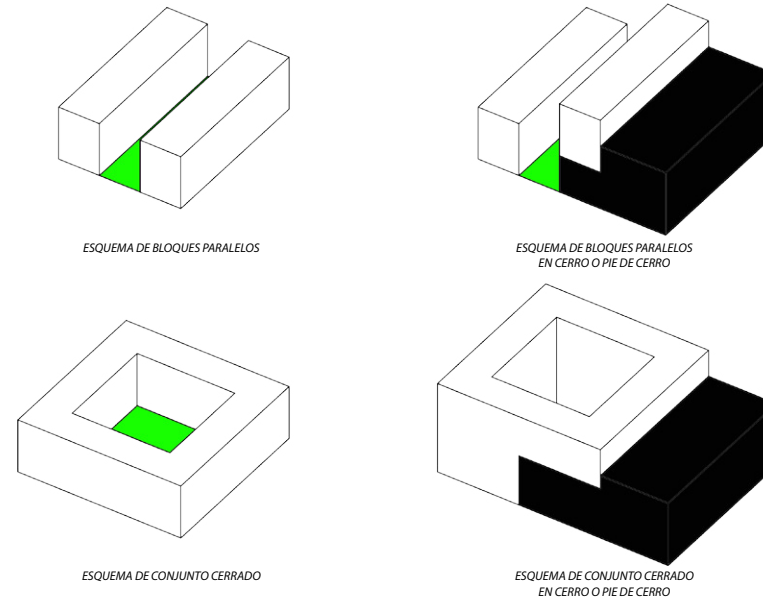 ESQUEMA DE BLOQUES PARALELOS
ESQUEMA DE BLOQUES PARALELOS
EN CERRO O PIE DE CERRO
ESQUEMA DE CONJUNTO CERRADO
ESQUEMA DE CONJUNTO CERRADO
EN CERRO O PIE DE CERRO